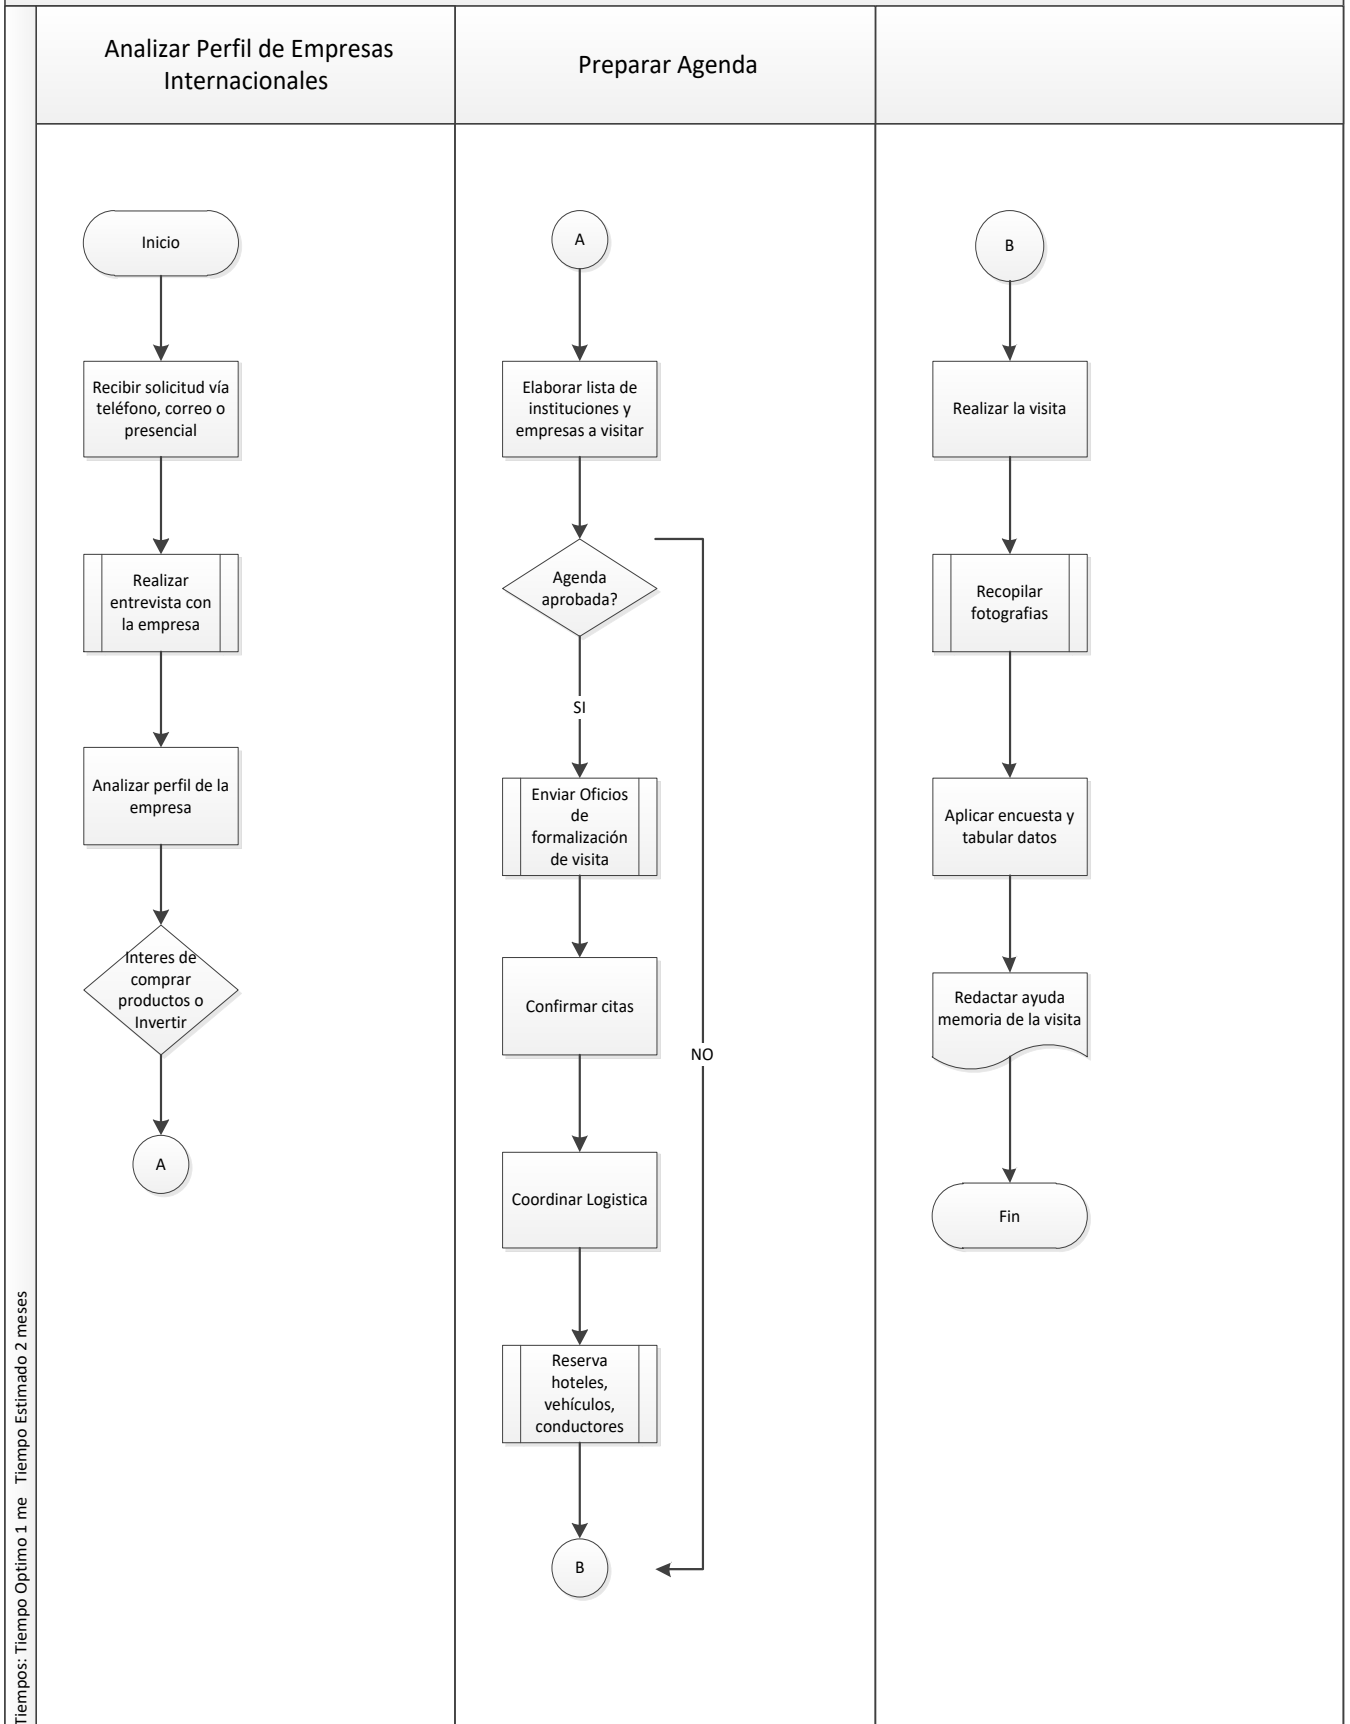 Analizar Perfil de Empresas
Internacionales
Preparar Agenda
Inicio
Recibir solicitud vía
teléfono, correo o
presencial
Realizar
entrevista con
la empresa
Analizar perfil de la
empresa
Interes de
comprar
productos o
Invertir
A
A
Elaborar lista de
instituciones y
empresas a visitar
Agenda
aprobada?
SI
Enviar Oficios
de
formalización
de visita
Confirmar citas
NO
Coordinar Logistica
Reserva
hoteles,
vehículos,
conductores
B
B
Realizar la visita
Recopilar
fotografias
Aplicar encuesta y
tabular datos
Redactar ayuda
memoria de la visita
Fin
Tiempos: Tiempo Optimo 1 me Tiempo Estimado 2 meses